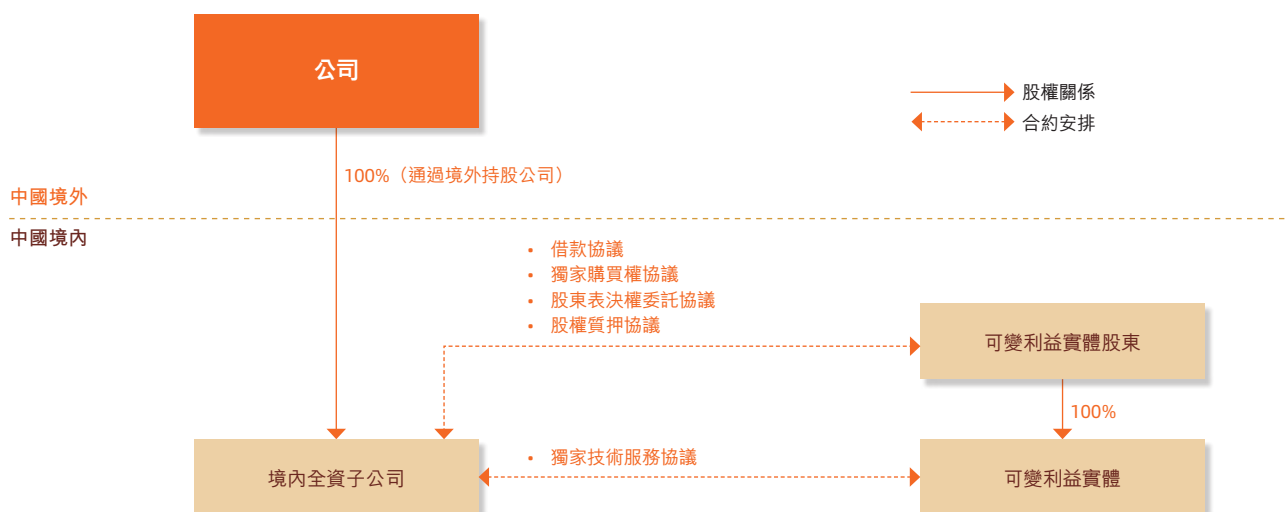 公司
股權關係
合約安排
100%（通過境外持股公司）
中國境外
中國境內
• 借款協議
• 獨家購買權協議
• 股東表決權委託協議
• 股權質押協議
可變利益實體股東
100%
• 獨家技術服務協議
境內全資子公司
可變利益實體